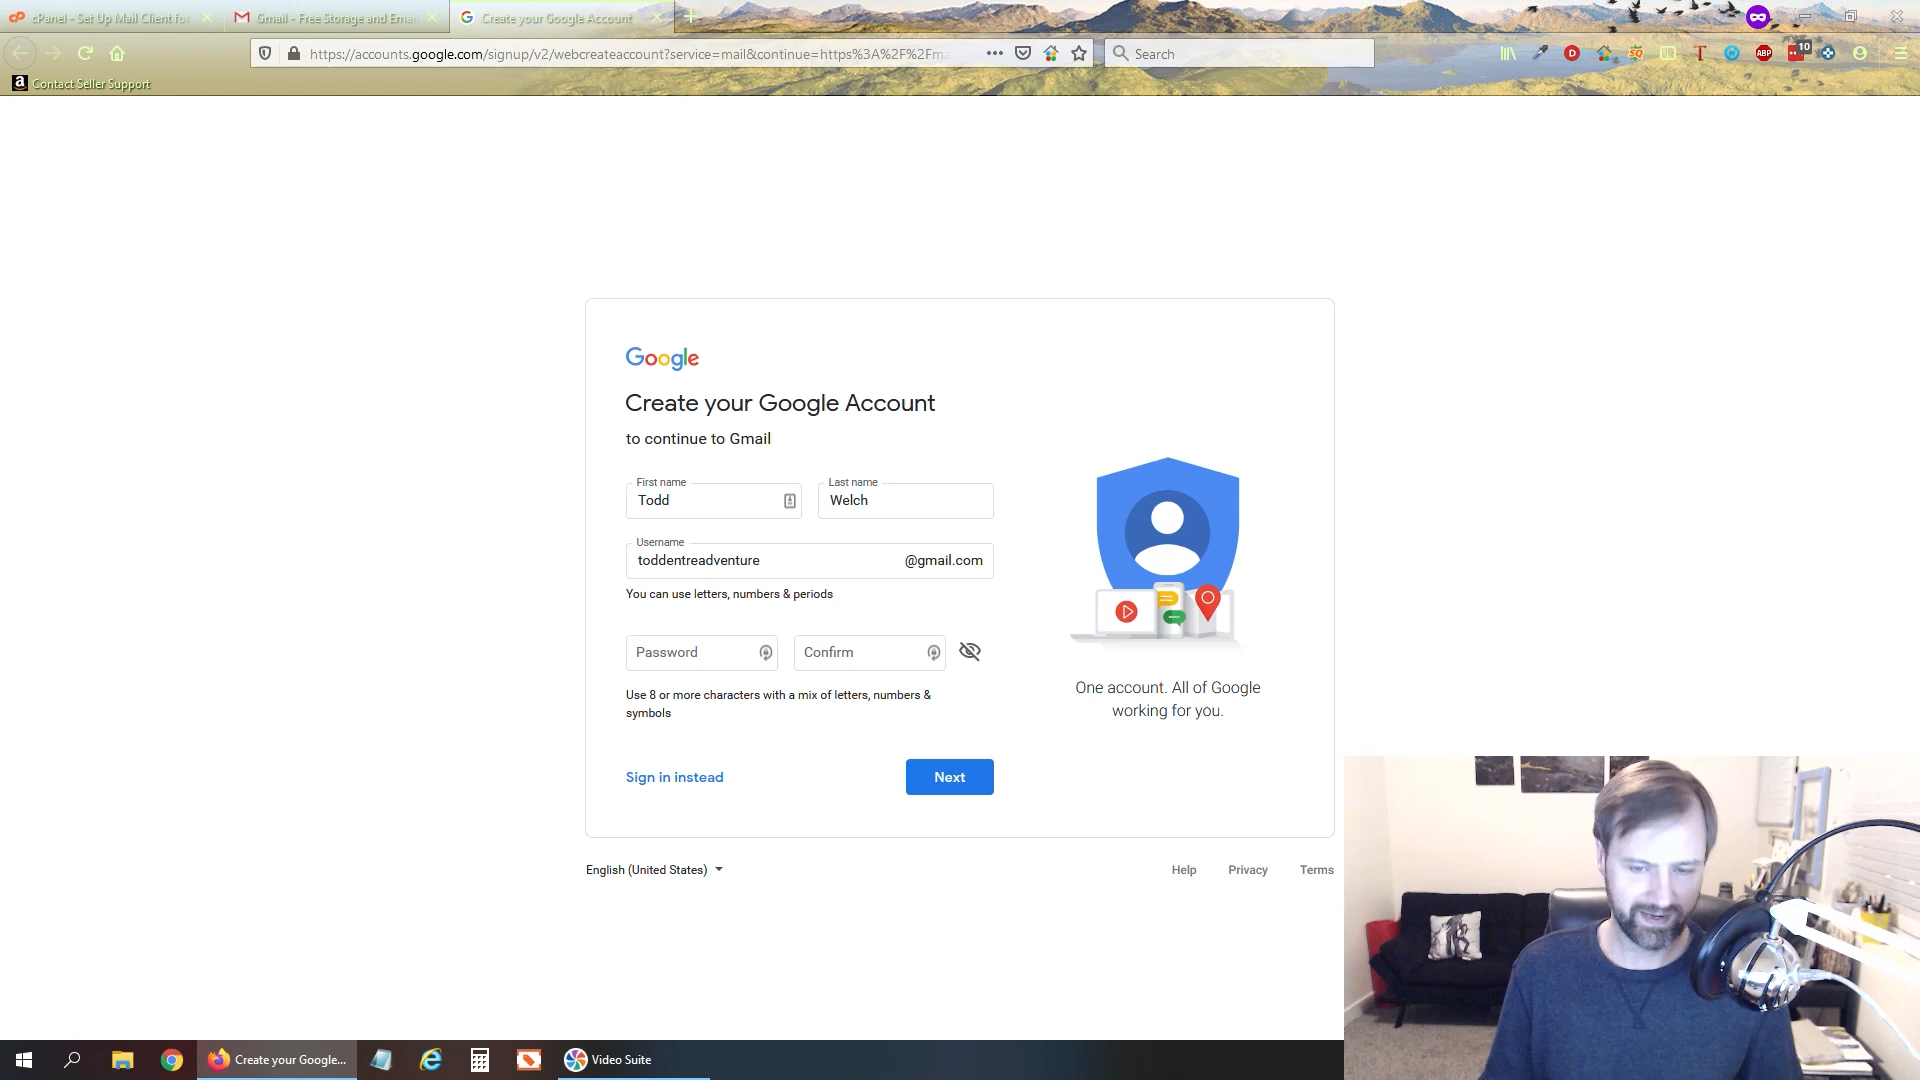 cPanel - Set Up Mail Client for
Gmail - Free Storage and Emai
Create your Google Account
https://accounts.google.com/signup/v2/webcreateaccount?service=mail&continue=https%3A%2F%2Fma
Search
10
ABP
Contact Seller Support
Google
Create your Google Account
to continue to Gmail
First name
Last name
Todd
Welch
Username
toddentreadventure
@gmail.com
You can use letters, numbers & periods
Password
Confirm
Use 8 or more characters with a mix of letters, numbers &
symbols
One account. All of Google
working for you.
Sign in instead
Next
English (United States)
Help
Privacy
Terms
Create your Google...
Video Suite